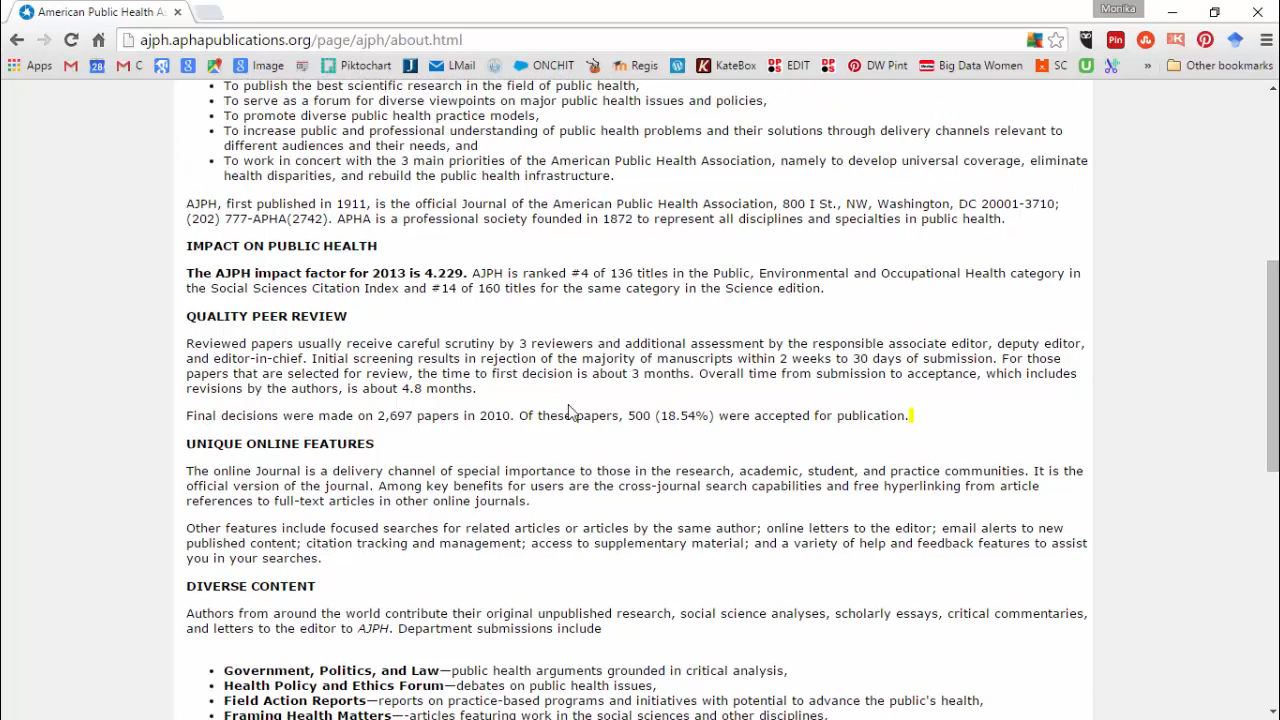 American Public Health As
Monika
ajph.aphapublications.org/page/ajph/about.html
Pin
Apps
C
Image
Piktochart
LMail
ONCHIT
Regis
KateBox
EDIT
DW Pint
Big Data Women
SC
»
Other bookmarks
• To publish the best scientific research in the field of public health,
• To serve as a forum for diverse viewpoints on major public health issues and policies,
• To promote diverse public health practice models,
• To increase public and professional understanding of public health problems and their solutions through delivery channels relevant to
different audiences and their needs, and
• To work in concert with the 3 main priorities of the American Public Health Association, namely to develop universal coverage, eliminate
health disparities, and rebuild the public health infrastructure.
AJPH, first published in 1911, is the official Journal of the American Public Health Association, 800 I St., NW, Washington, DC 20001-3710;
(202) 777-APHA(2742). APHA is a professional society founded in 1872 to represent all disciplines and specialties in public health.
IMPACT ON PUBLIC HEALTH
The AJPH impact factor for 2013 is 4.229. AJPH is ranked #4 of 136 titles in the Public, Environmental and Occupational Health category in
the Social Sciences Citation Index and #14 of 160 titles for the same category in the Science edition.
QUALITY PEER REVIEW
Reviewed papers usually receive careful scrutiny by 3 reviewers and additional assessment by the responsible associate editor, deputy editor,
and editor-in-chief. Initial screening results in rejection of the majority of manuscripts within 2 weeks to 30 days of submission. For those
papers that are selected for review, the time to first decision is about 3 months. Overall time from submission to acceptance, which includes
revisions by the authors, is about 4.8 months.
Final decisions were made on 2,697 papers in 2010. Of these papers, 500 (18.54%) were accepted for publication.
UNIQUE ONLINE FEATURES
The online Journal is a delivery channel of special importance to those in the research, academic, student, and practice communities. It is the
official version of the journal. Among key benefits for users are the cross-journal search capabilities and free hyperlinking from article
references to full-text articles in other online journals.
Other features include focused searches for related articles or articles by the same author; online letters to the editor; email alerts to new
published content; citation tracking and management; access to supplementary material; and a variety of help and feedback features to assist
you in your searches.
DIVERSE CONTENT
Authors from around the world contribute their original unpublished research, social science analyses, scholarly essays, critical commentaries,
and letters to the editor to AJPH. Department submissions include
• Government, Politics, and Law—public health arguments grounded in critical analysis,
• Health Policy and Ethics Forum—debates on public health issues,
• Field Action Reports—reports on practice-based programs and initiatives with potential to advance the public's health,
• Framing Health Matters—-articles featuring work in the social sciences and other disciplines,